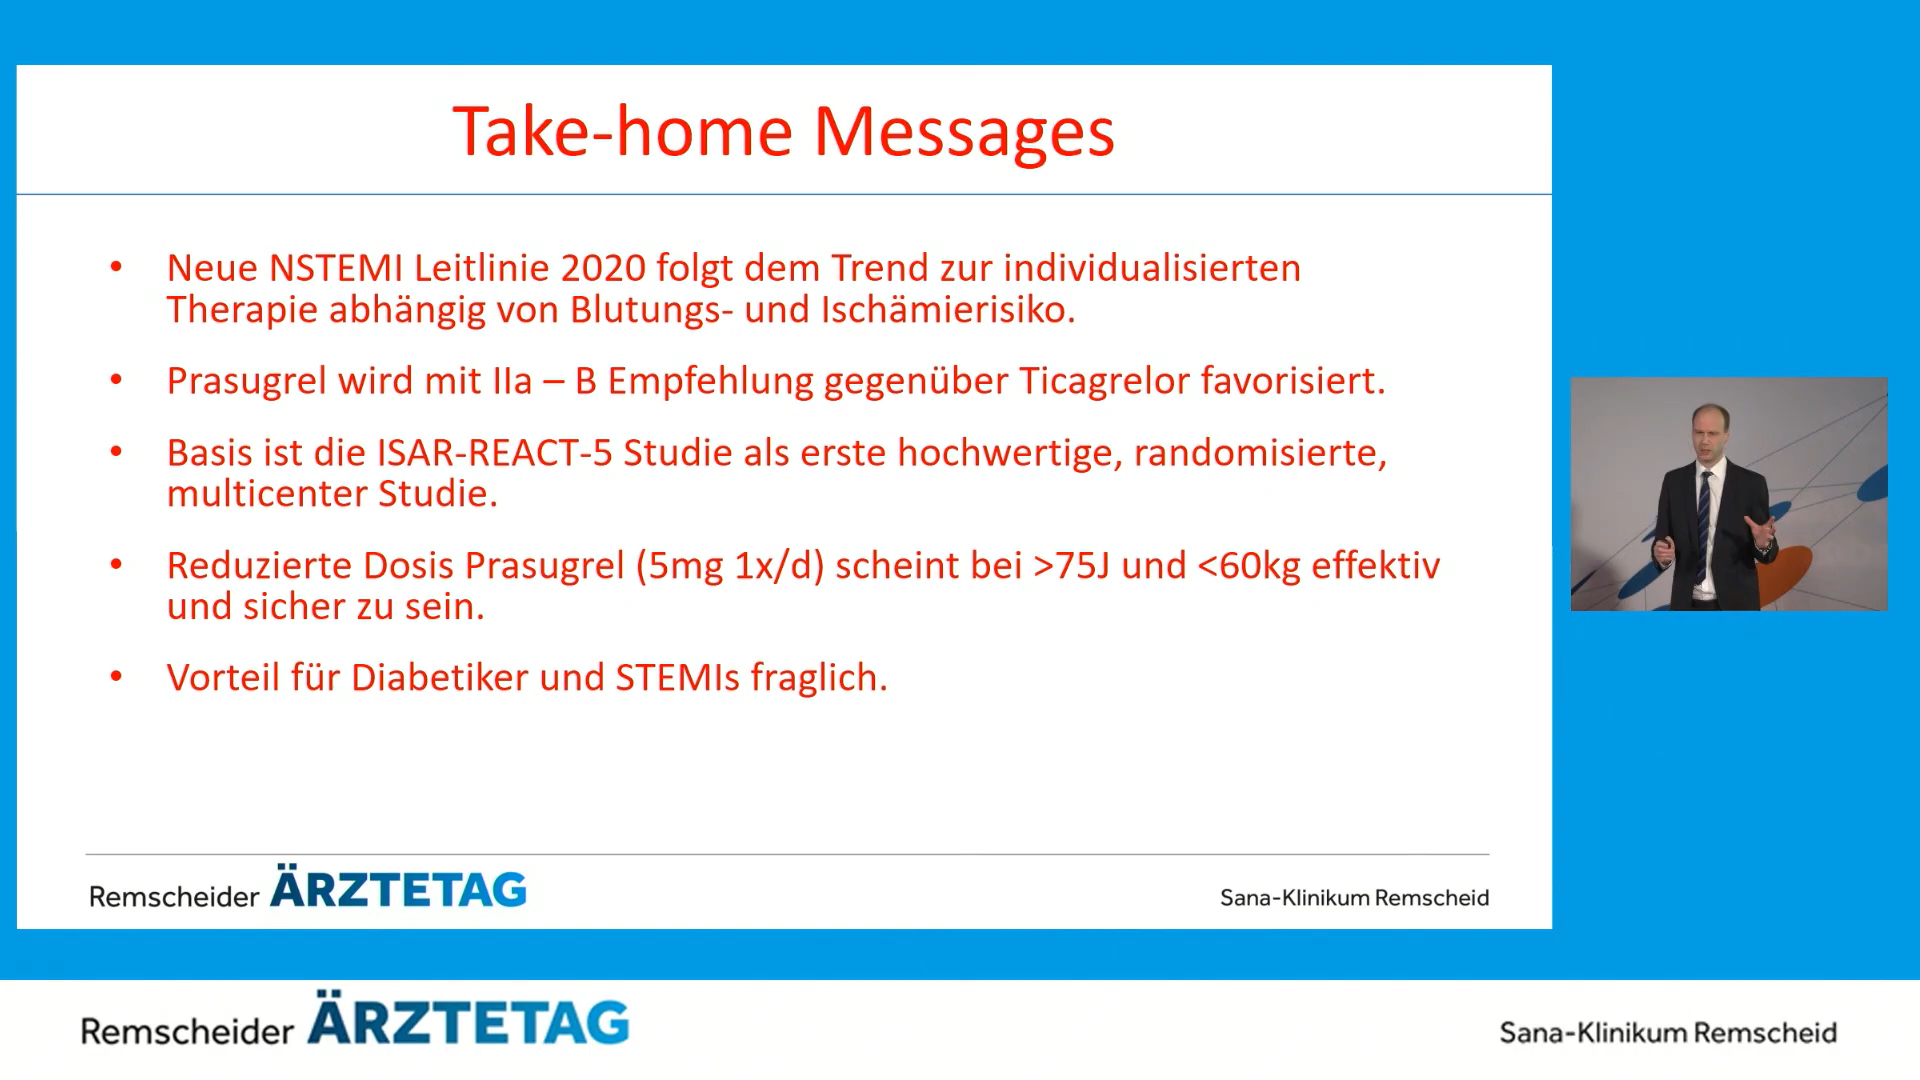 Take-home Messages
• Neue NSTEMI Leitlinie 2020 folgt dem Trend zur individualisierten
Therapie abhängig von Blutungs- und Ischämierisiko.
• Prasugrel wird mit IIa – B Empfehlung gegenüber Ticagrelor favorisiert.
• Basis ist die ISAR-REACT-5 Studie als erste hochwertige, randomisierte,
multicenter Studie.
• Reduzierte Dosis Prasugrel (5mg 1x/d) scheint bei >75J und <60kg effektiv
und sicher zu sein.
• Vorteil für Diabetiker und STEMIs fraglich.
Remscheider ÄRZTETAG
Sana-Klinikum Remscheid
Remscheider ÄRZTETAG
Sana-Klinikum Remscheid